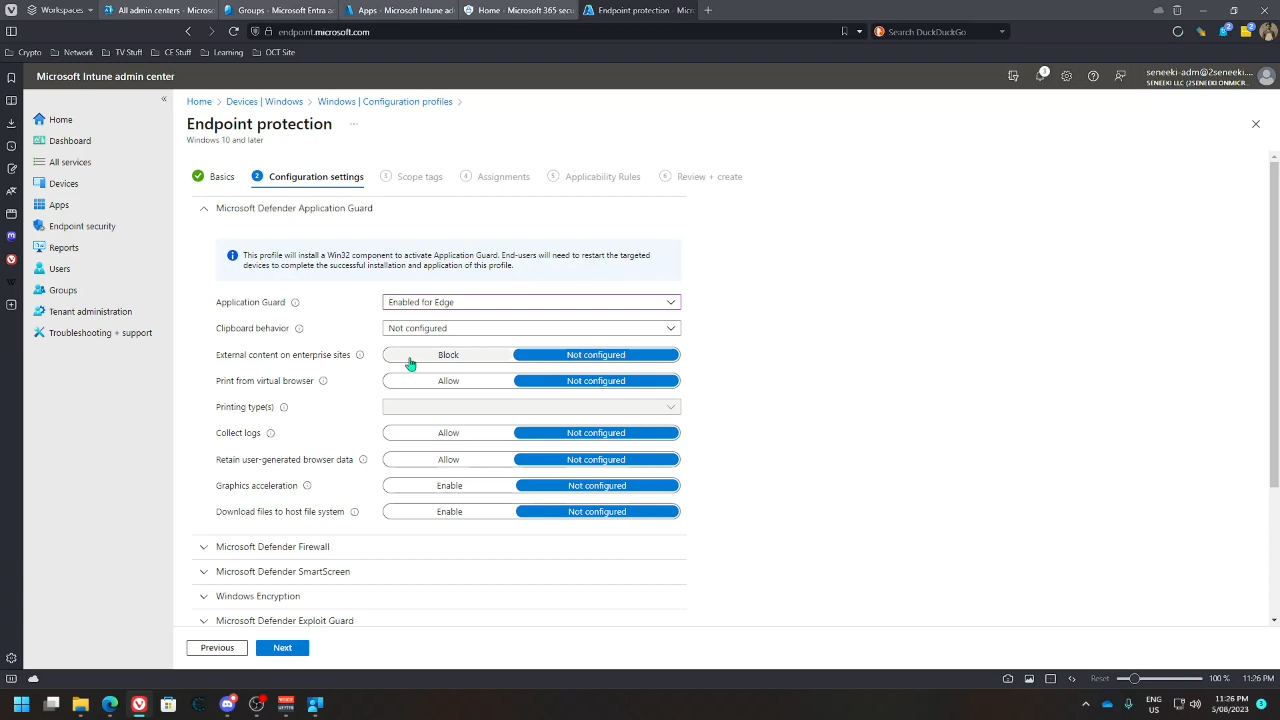 Workspaces
All admin centers - Micros
Groups - Microsoft Entra a
Apps - Microsoft Intune adm
Home - Microsoft 365 secu
Endpoint protection - Micr
endpoint.microsoft.com
Search DuckDuckGo
2
2
Crypto
Network
TV Stuff
CF Stuff
Learning
OCT Site
Microsoft Intune admin center
seneeki-adm@2seneeki....
SENEEKI LLC (2SENEEKI.ONMICR...
«
Home
Dashboard
All services
Devices
Apps
Endpoint security
Reports
Users
Groups
Tenant administration
Troubleshooting + support
Home > Devices | Windows > Windows | Configuration profiles >
Endpoint protection ...
Windows 10 and later
Basics
2 Configuration settings
3 Scope tags
4 Assignments
5 Applicability Rules
6 Review + create
Microsoft Defender Application Guard
This profile will install a Win32 component to activate Application Guard. End-users will need to restart the targeted
devices to complete the successful installation and application of this profile.
Application Guard Enabled for Edge
Clipboard behavior Not configured
External content on enterprise sites Block Not configured
Print from virtual browser Allow Not configured
Printing type(s)
Collect logs Allow Not configured
Retain user-generated browser data Allow Not configured
Graphics acceleration Enable Not configured
Download files to host file system Enable Not configured
Microsoft Defender Firewall
Microsoft Defender SmartScreen
Windows Encryption
Microsoft Defender Exploit Guard
Previous
Next
Reset
100 %
11:26 PM
ENG
US
11:26 PM
5/08/2023
3